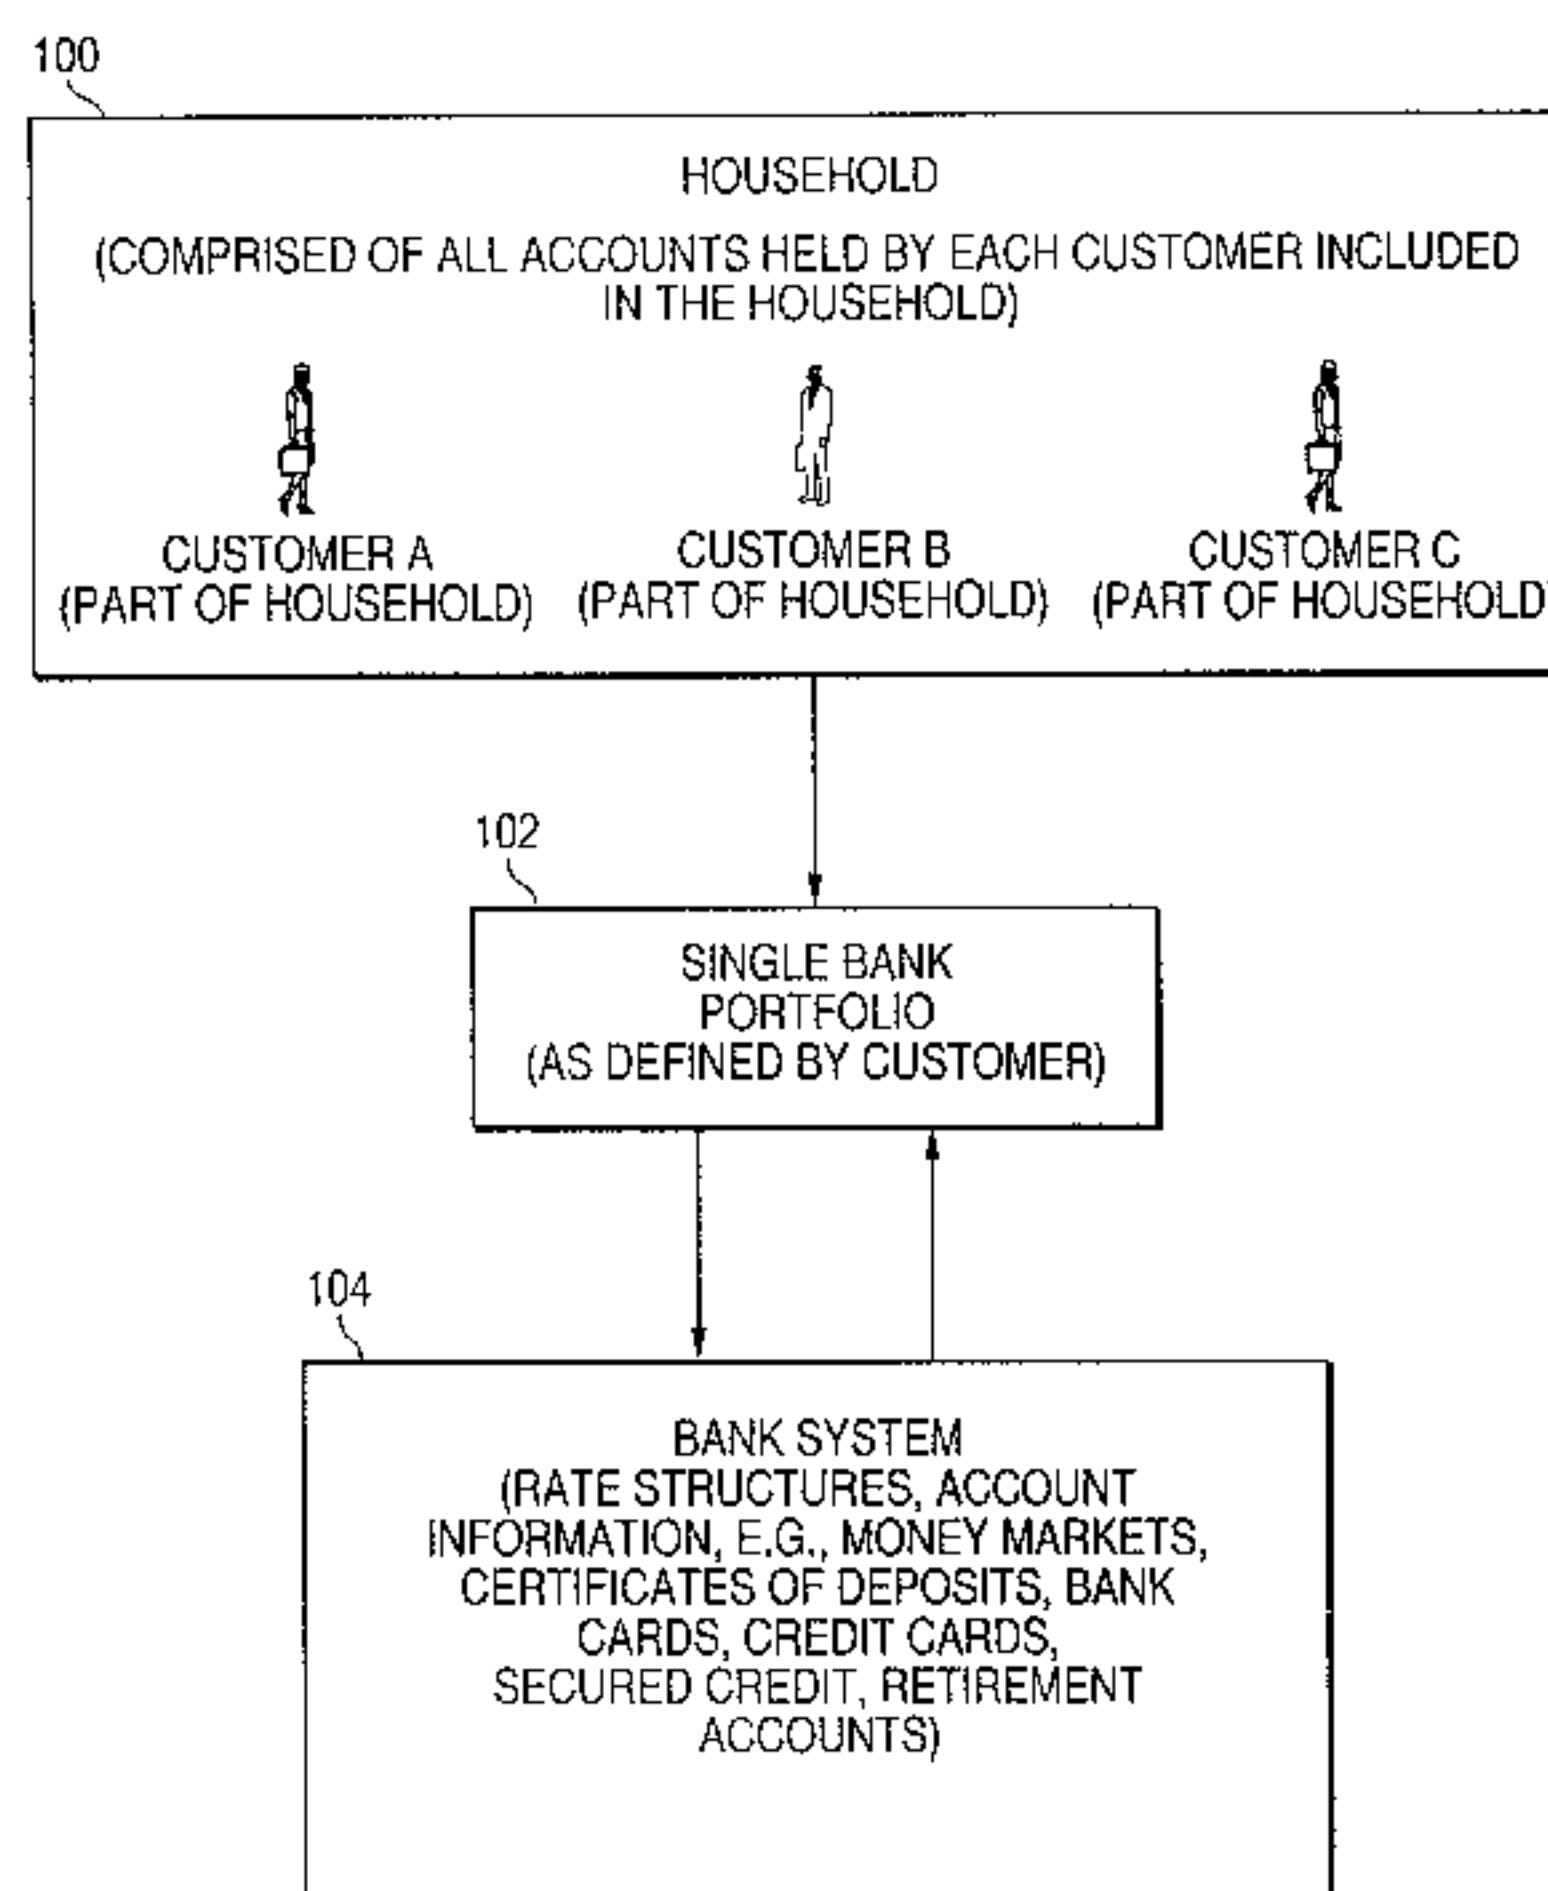 100
HOUSEHOLD
(COMPRISED OF ALL ACCOUNTS HELD BY EACH CUSTOMER INCLUDED
IN THE HOUSEHOLD)
CUSTOMER A
(PART OF HOUSEHOLD)
CUSTOMER B
(PART OF HOUSEHOLD)
CUSTOMER C
(PART OF HOUSEHOLD)
102
SINGLE BANK
PORTFOLIO
(AS DEFINED BY CUSTOMER)
104
BANK SYSTEM
(RATE STRUCTURES, ACCOUNT
INFORMATION, E.G., MONEY MARKETS,
CERTIFICATES OF DEPOSITS, BANK
CARDS, CREDIT CARDS,
SECURED CREDIT, RETIREMENT
ACCOUNTS)